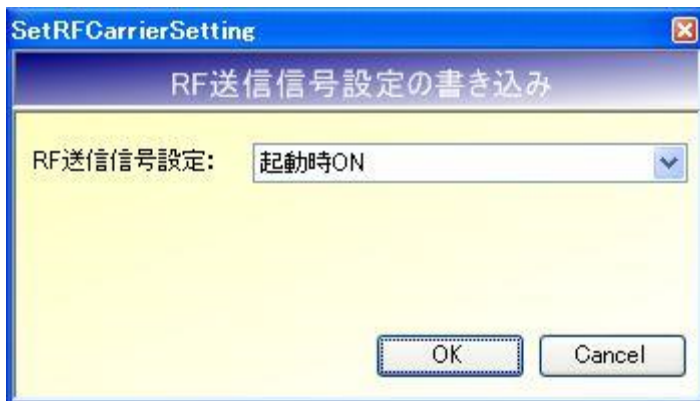 SetRFCarrierSetting
RF送信信号設定の書き込み
RF送信信号設定: 起動時ON
OK Cancel